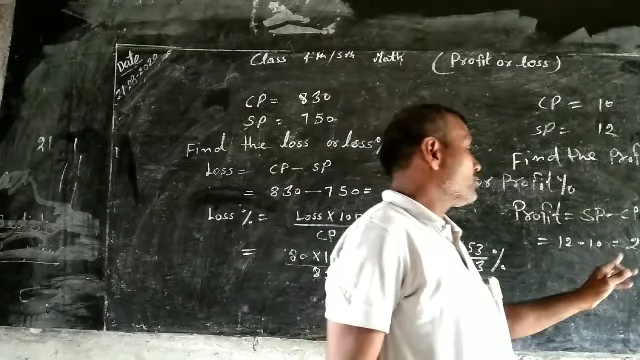 Date
21-08-2020
Class 4th/5th Math (Profit or loss)
CP = 830
SP = 750
Find the loss or loss%
Loss = CP - SP
= 830 - 750 =
Loss % = Loss X 100
CP
=
53
%
CP = 10
SP = 12
Find the Prof
or Profit %
Profit = SP - CP
= 12 - 10 = 2